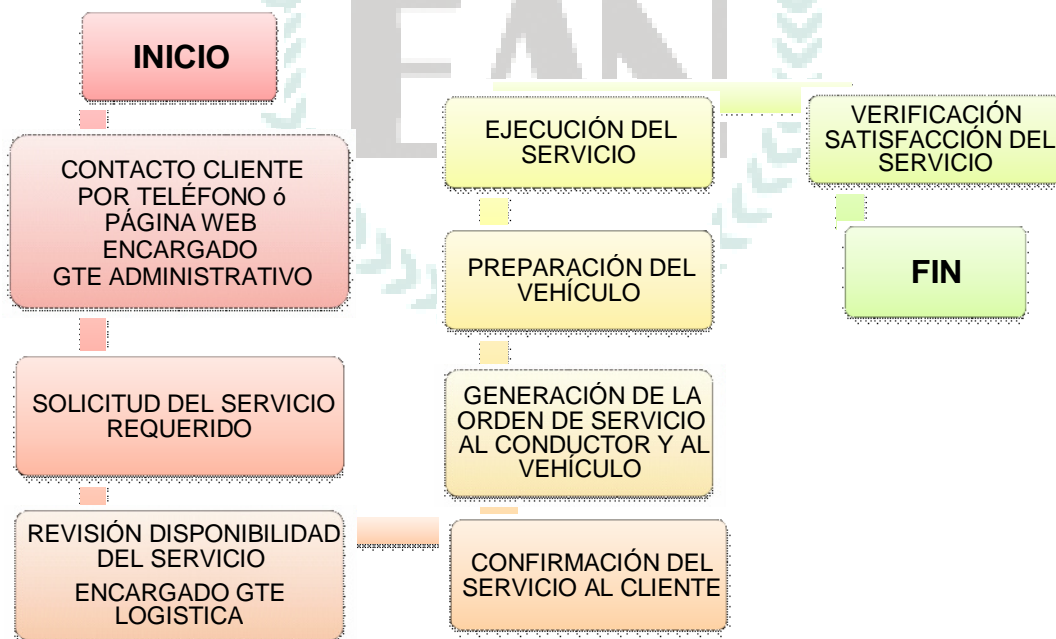 INICIO
CONTACTO CLIENTE
POR TELÉFONO ó
PÁGINA WEB
ENCARGADO
GTE ADMINISTRATIVO
SOLICITUD DEL SERVICIO
REQUERIDO
REVISIÓN DISPONIBILIDAD
DEL SERVICIO
ENCARGADO GTE
LOGISTICA
CONFIRMACIÓN DEL
SERVICIO AL CLIENTE
GENERACIÓN DE LA
ORDEN DE SERVICIO
AL CONDUCTOR Y AL
VEHÍCULO
PREPARACIÓN DEL
VEHÍCULO
EJECUCIÓN DEL
SERVICIO
VERIFICACIÓN
SATISFACCIÓN DEL
SERVICIO
FIN
EAN